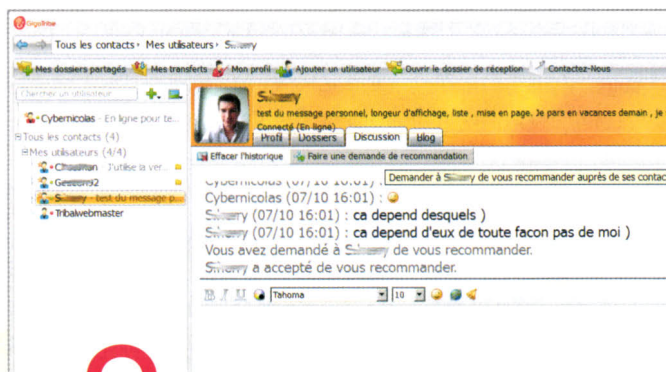 GigaTribe
Tous les contacts› Mes utilisateurs›
Mes dossiers partagés Mes transferts Mon profil Ajouter un utilisateur Ouvrir le dossier de réception Contactez-Nous
Chercher un utilisateur
Cybernicolas - En ligne pour te...
Tous les contacts (4)
Mes utilisateurs (4/4)
- J'utilise la ver...
- test du message p...
Tribalwebmaster
test du message personnel, longeur d'affichage, liste , mise en page. Je pars en vacances demain , je
Connecté (En ligne)
Profil Dossiers Discussion Blog
Effacer l'historique Faire une demande de recommandation
Demander à de vous recommander auprès de ses contac
Cybernicolas (07/10 16:01) :
Cybernicolas (07/10 16:01) :
(07/10 16:01) : ca depend desquels )
(07/10 16:01) : ca depend d'eux de toute facon pas de moi )
Vous avez demandé à de vous recommander.
a accepté de vous recommander.
B I U Tahoma 10